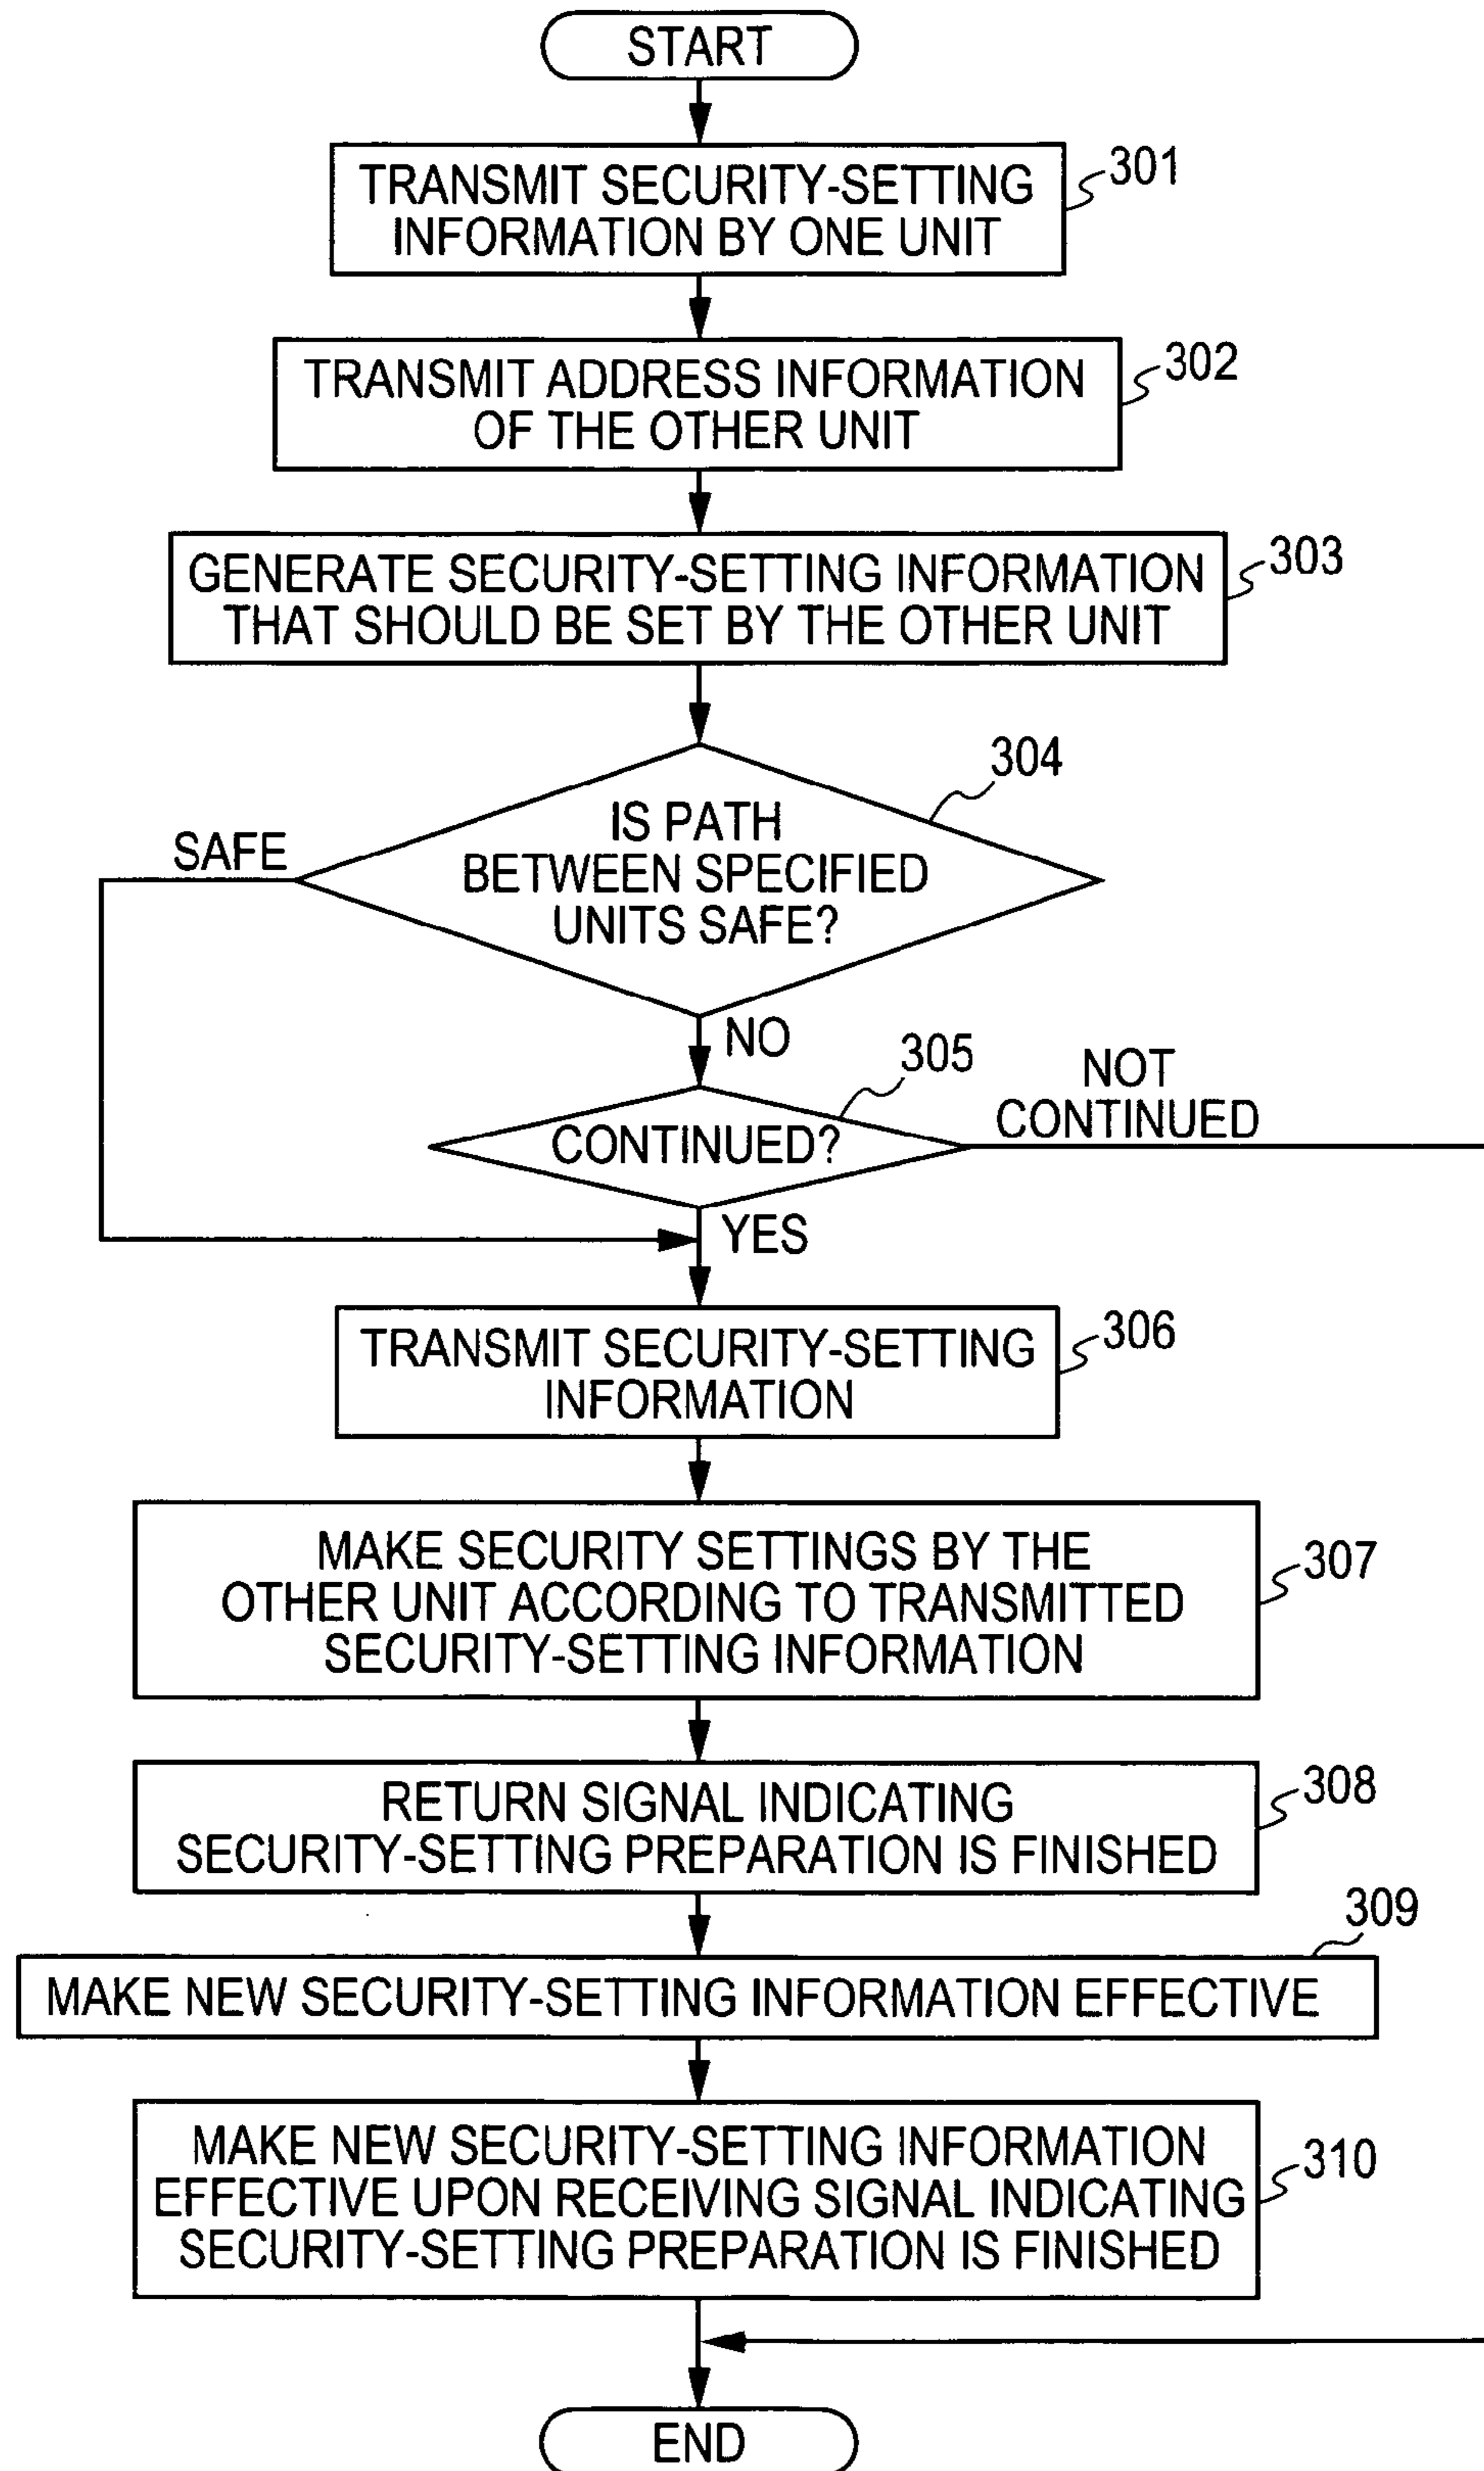 START
TRANSMIT SECURITY-SETTING
INFORMATION BY ONE UNIT
301
TRANSMIT ADDRESS INFORMATION
OF THE OTHER UNIT
302
GENERATE SECURITY-SETTING INFORMATION
THAT SHOULD BE SET BY THE OTHER UNIT
303
304
IS PATH
BETWEEN SPECIFIED
UNITS SAFE?
SAFE
NO
305
CONTINUED?
NOT
CONTINUED
YES
TRANSMIT SECURITY-SETTING
INFORMATION
306
MAKE SECURITY SETTINGS BY THE
OTHER UNIT ACCORDING TO TRANSMITTED
SECURITY-SETTING INFORMATION
307
RETURN SIGNAL INDICATING
SECURITY-SETTING PREPARATION IS FINISHED
308
309
MAKE NEW SECURITY-SETTING INFORMATION EFFECTIVE
MAKE NEW SECURITY-SETTING INFORMATION
EFFECTIVE UPON RECEIVING SIGNAL INDICATING
SECURITY-SETTING PREPARATION IS FINISHED
310
END